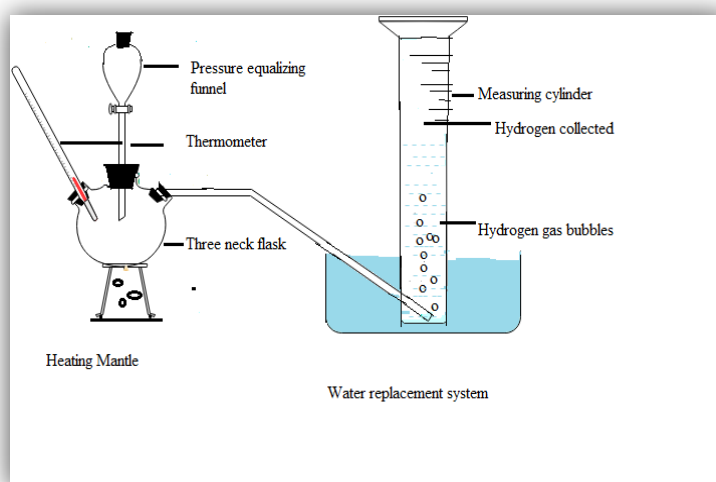 Pressure equalizing
funnel
Measuring cylinder
Hydrogen collected
Thermometer
Hydrogen gas bubbles
Three neck flask
Heating Mantle
Water replacement system